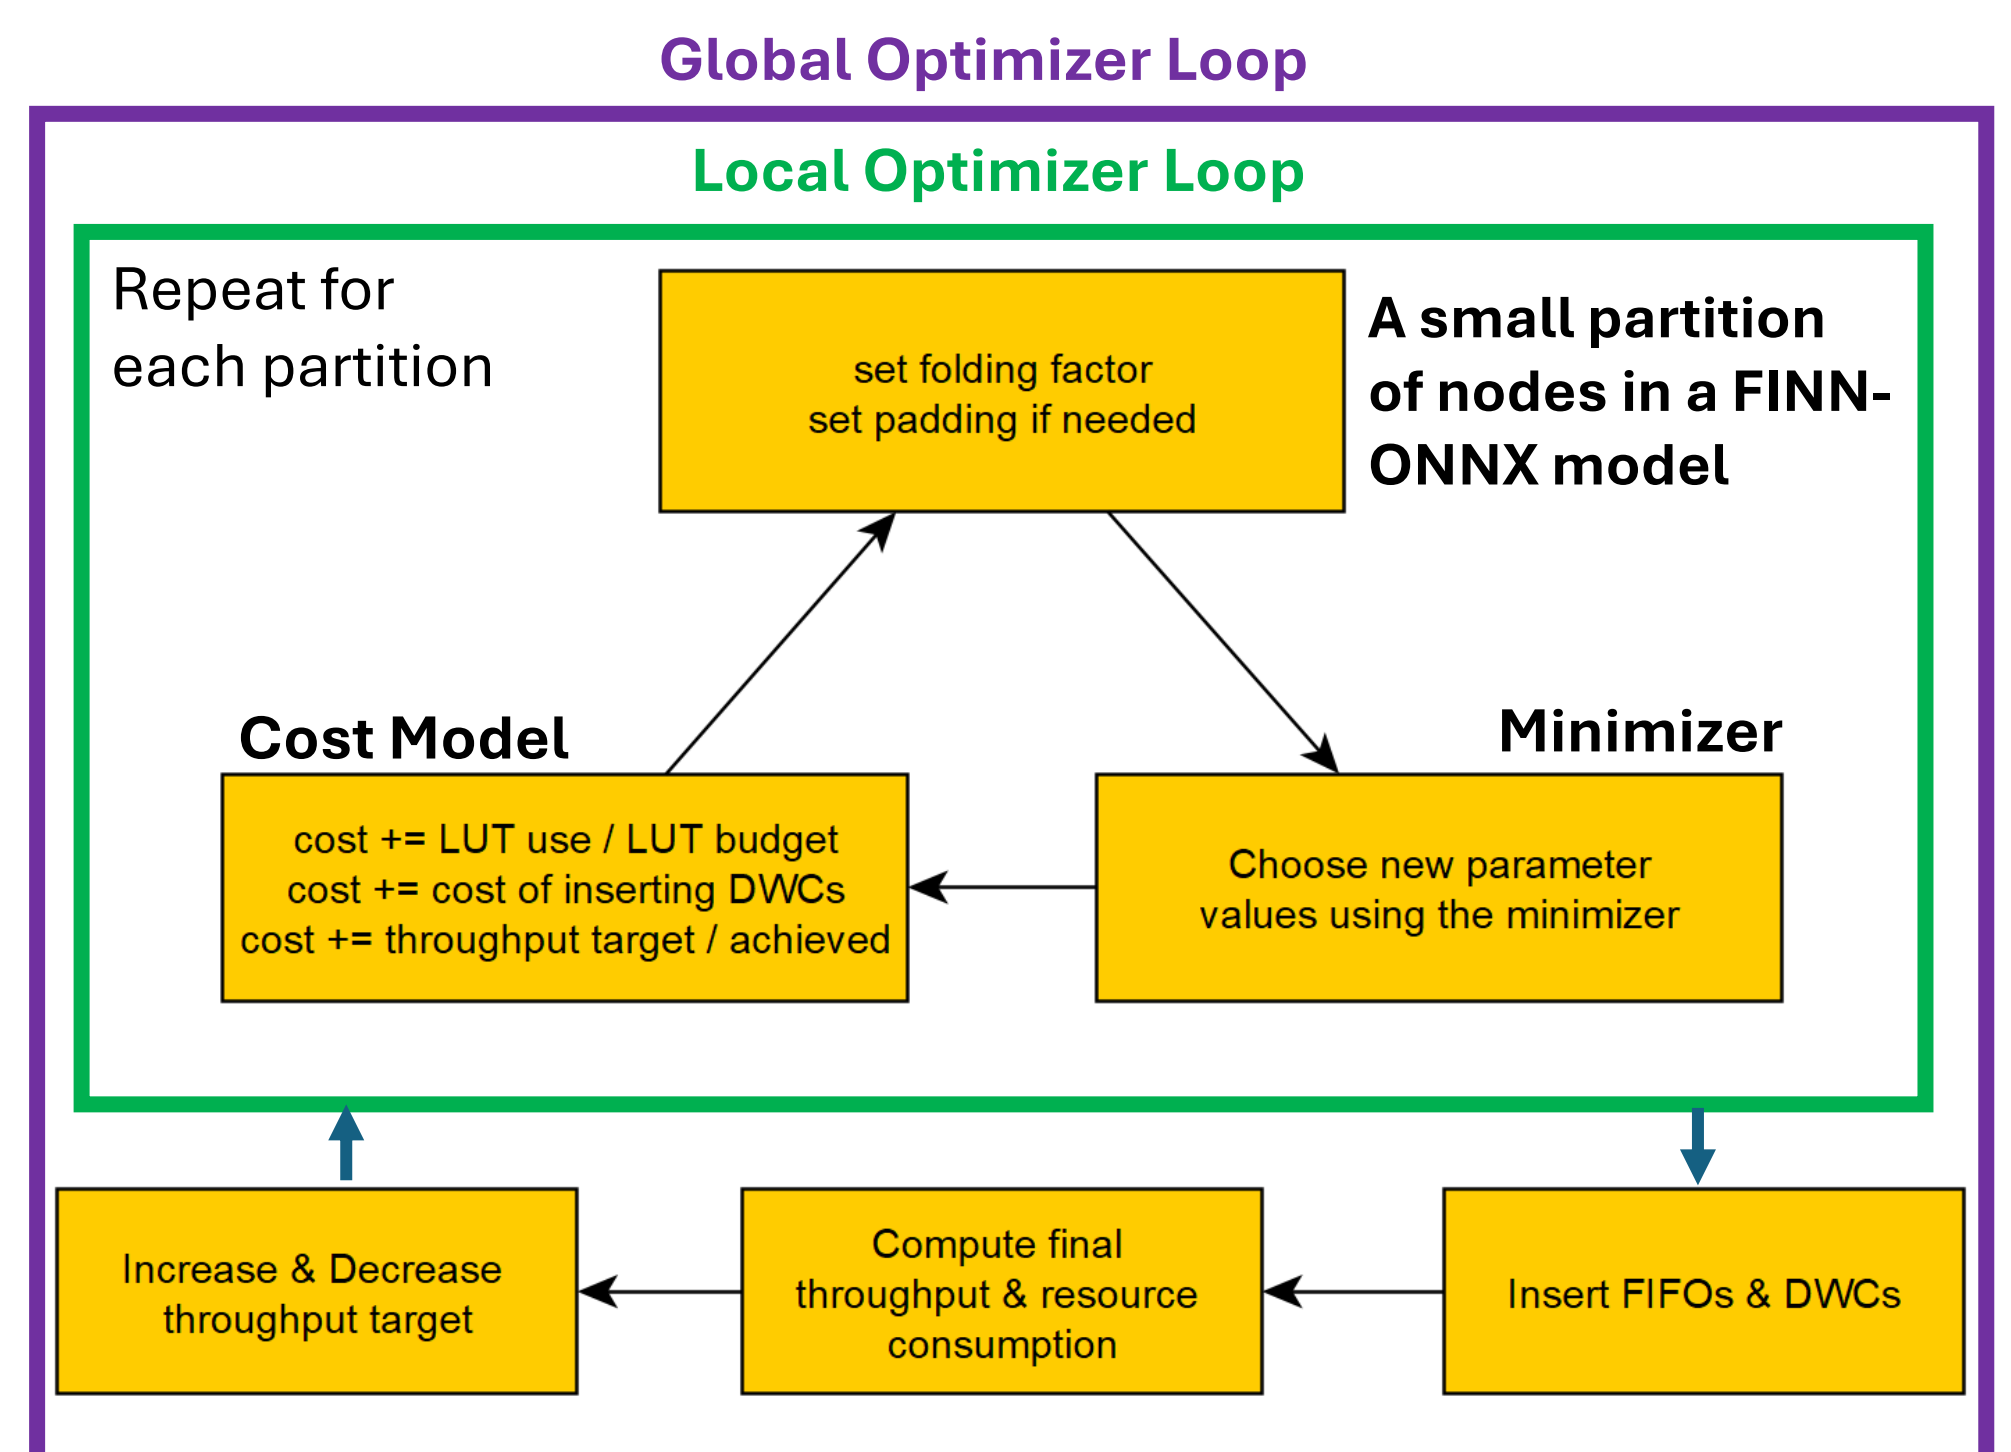 Global Optimizer Loop
Local Optimizer Loop
Repeat for
each partition
set folding factor
set padding if needed
A small partition
of nodes in a FINN-
ONNX model
Cost Model
cost += LUT use / LUT budget
cost += cost of inserting DWCs
cost += throughput target / achieved
Minimizer
Choose new parameter
values using the minimizer
Increase & Decrease
throughput target
Compute final
throughput & resource
consumption
Insert FIFOs & DWCs